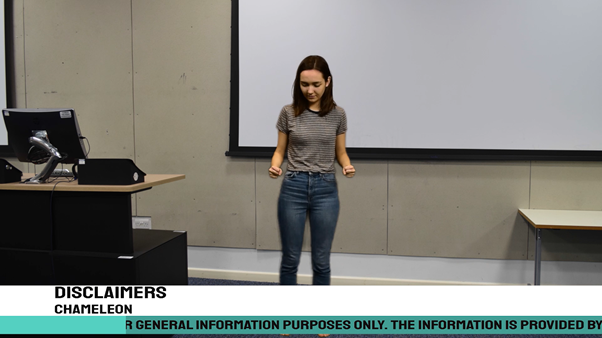 DISCLAIMERS
CHAMELEON
R GENERAL INFORMATION PURPOSES ONLY. THE INFORMATION IS PROVIDED BY